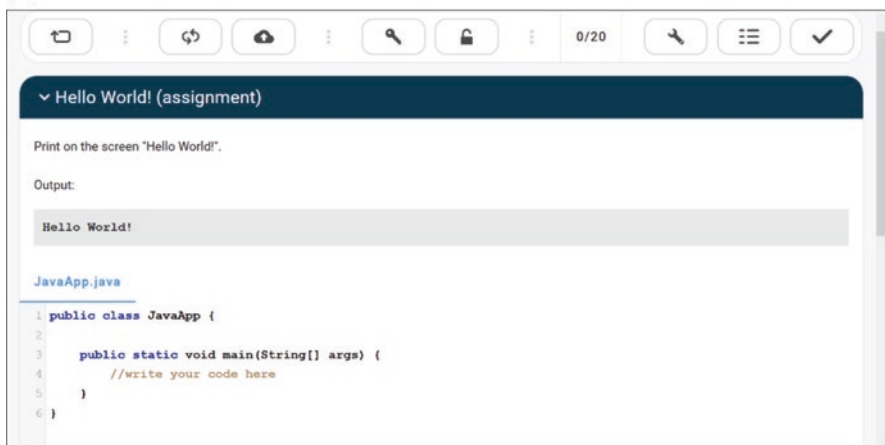 0/20
Hello World! (assignment)
Print on the screen "Hello World!".
Output:
Hello World!
JavaApp.java
1 public class JavaApp {
2
3 public static void main(String[] args) {
4 //write your code here
5 }
6 }